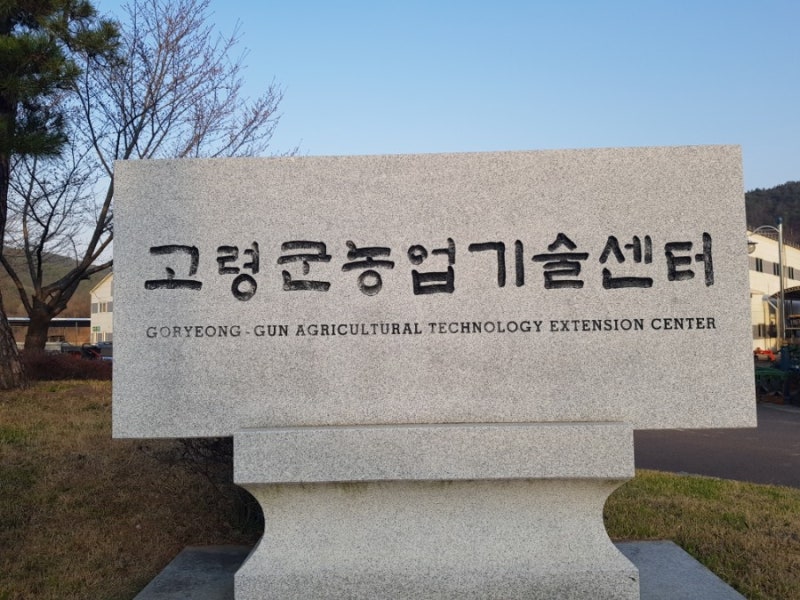 고령군농업기술센터
GORYEONG-GUN AGRICULTURAL TECHNOLOGY EXTENSION CENTER